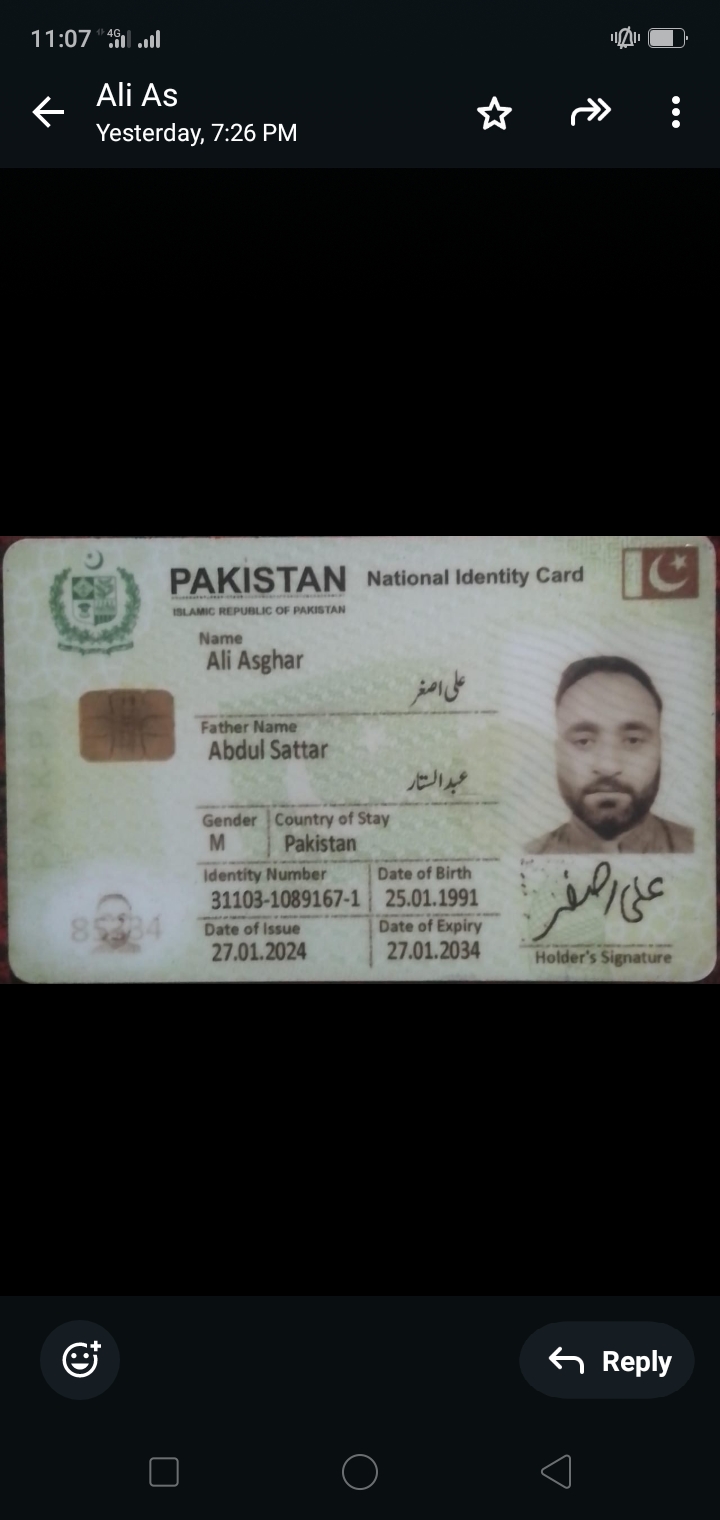 11:07 4G
Ali As
Yesterday, 7:26 PM
PAKISTAN National Identity Card
ISLAMIC REPUBLIC OF PAKISTAN
Name
Ali Asghar
علی اصغر
Father Name
Abdul Sattar
عبدالستار
Gender Country of Stay
M Pakistan
Identity Number Date of Birth
31103-1089167-1 25.01.1991
Date of Issue Date of Expiry
27.01.2024 27.01.2034
علی اصغر
Holder's Signature
Reply